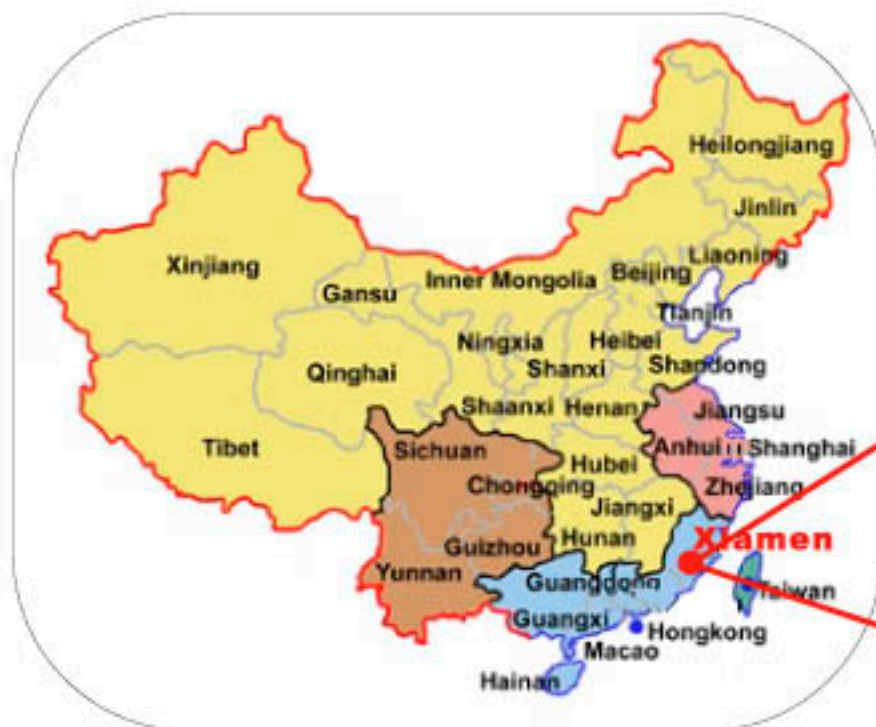 Heilongjiang
Jinlin
Liaoning
Xinjiang
Inner Mongolia
Beijing
Gansu
Tianjin
Ningxia
Heibei
Shanxi
Shandong
Qinghai
Shaanxi
Henan
Jiangsu
Tibet
Sichuan
Anhui
Shanghai
Hubei
Chongqing
Zhejiang
Jiangxi
Hunan
Xiamen
Guizhou
Yunnan
Guangdong
Taiwan
Guangxi
Hongkong
Macao
Hainan